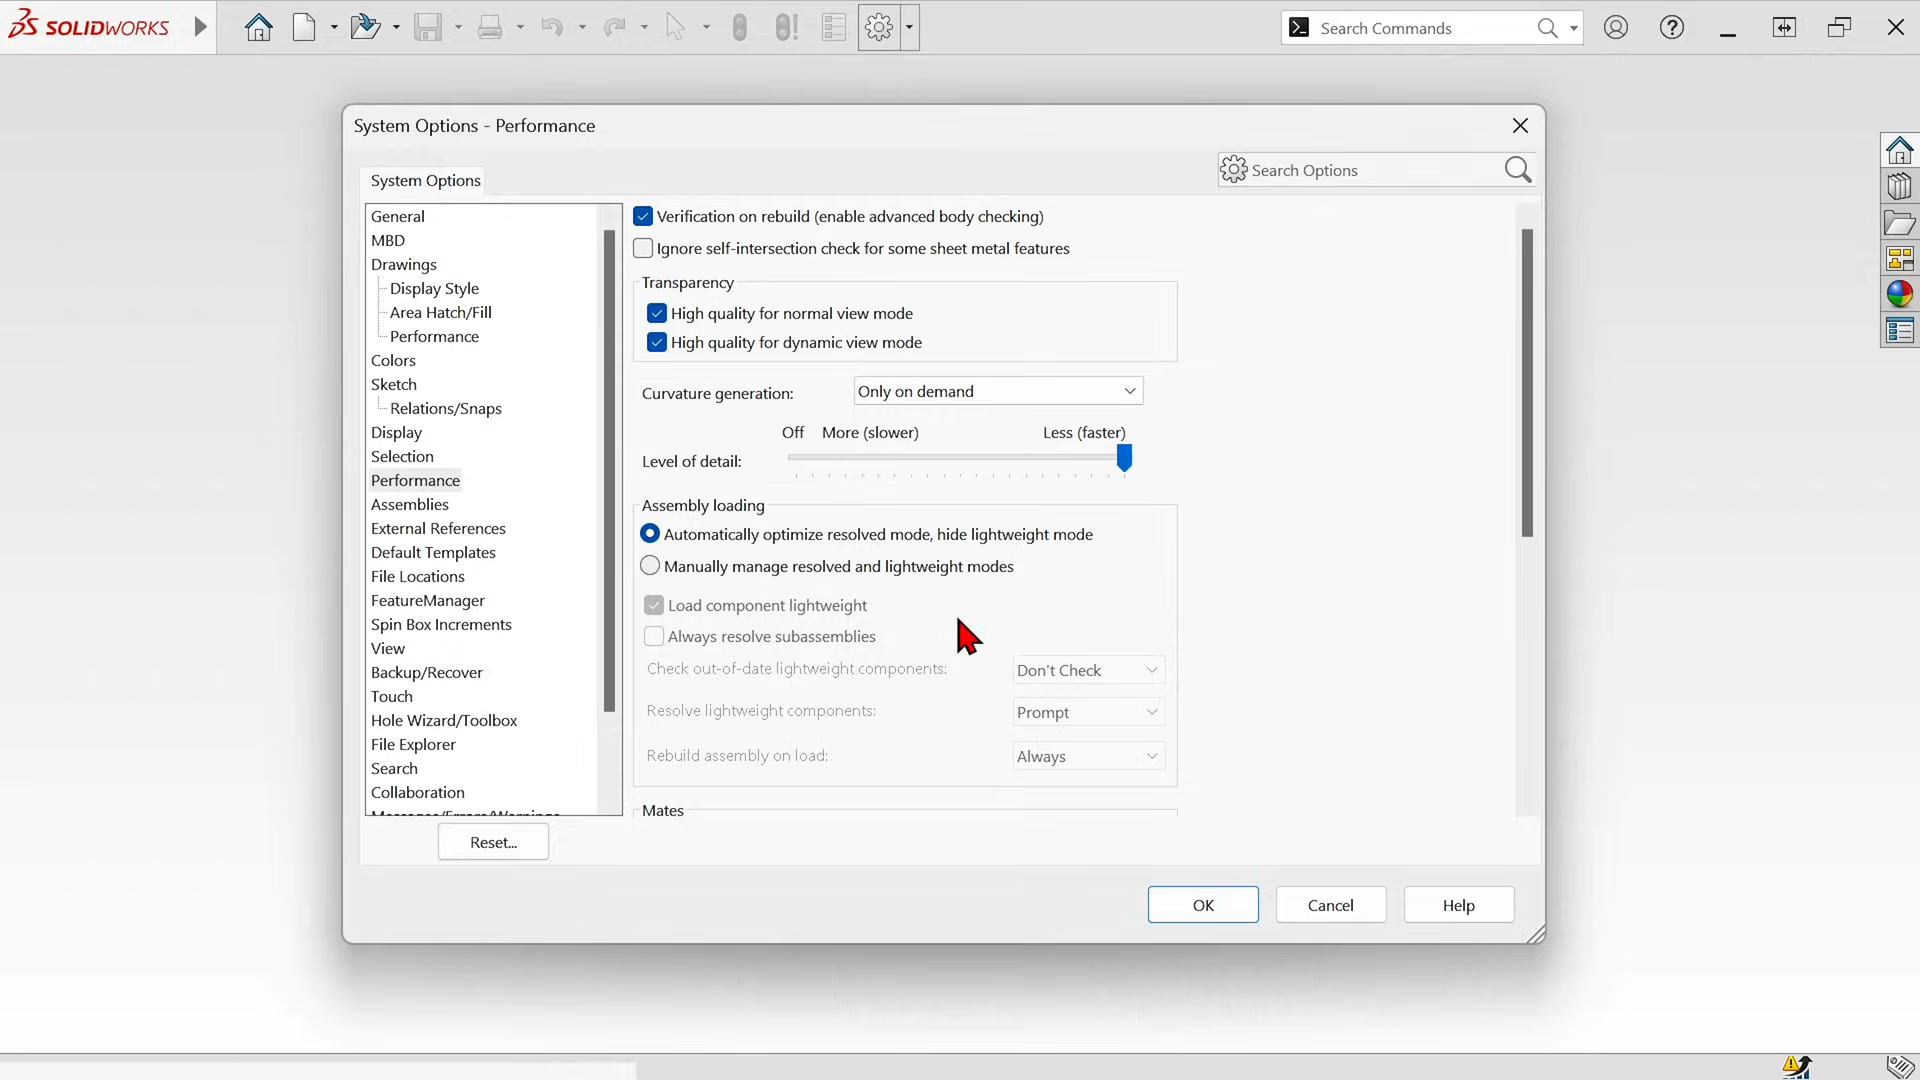 SOLIDWORKS
Search Commands
System Options - Performance
System Options
Search Options
General
MBD
Drawings
Display Style
Area Hatch/Fill
Performance
Colors
Sketch
Relations/Snaps
Display
Selection
Performance
Assemblies
External References
Default Templates
File Locations
FeatureManager
Spin Box Increments
View
Backup/Recover
Touch
Hole Wizard/Toolbox
File Explorer
Search
Collaboration
Messages/Errors/Warnings
Reset...
Verification on rebuild (enable advanced body checking)
Ignore self-intersection check for some sheet metal features
Transparency
High quality for normal view mode
High quality for dynamic view mode
Curvature generation: Only on demand
Off More (slower) Less (faster)
Level of detail:
Assembly loading
Automatically optimize resolved mode, hide lightweight mode
Manually manage resolved and lightweight modes
Load component lightweight
Always resolve subassemblies
Check out-of-date lightweight components: Don't Check
Resolve lightweight components: Prompt
Rebuild assembly on load: Always
Mates
OK Cancel Help